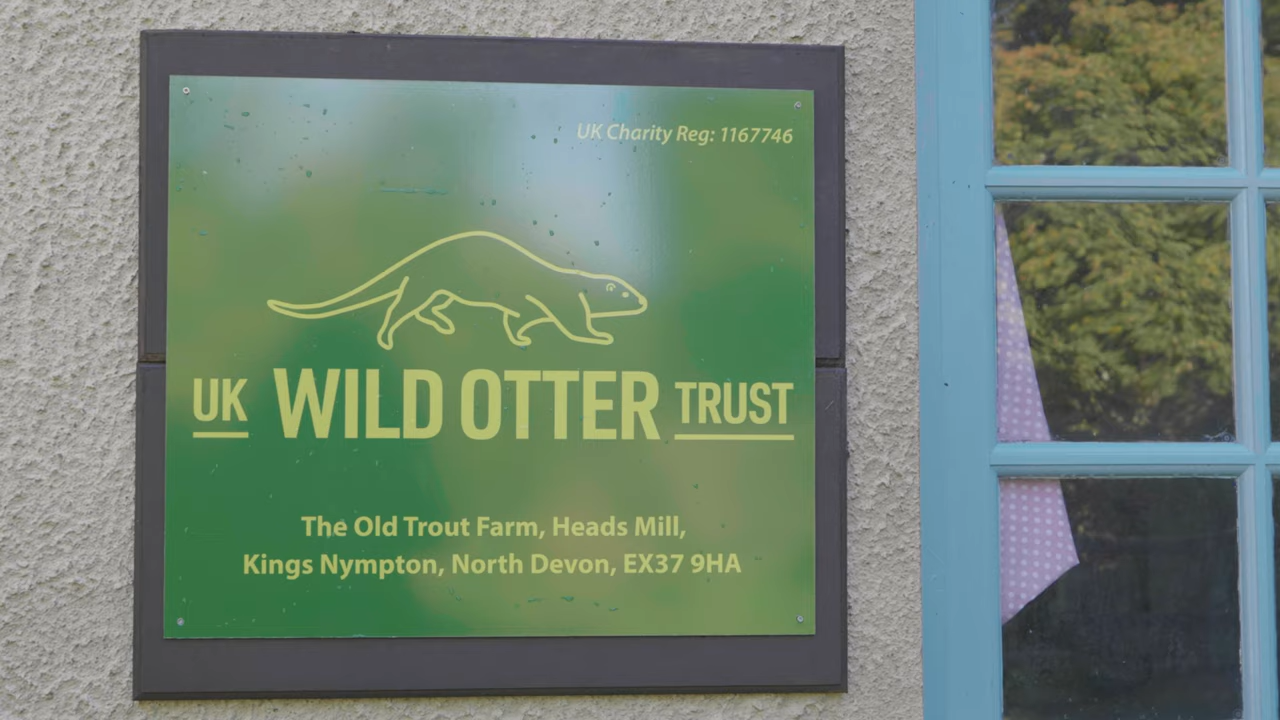 UK Charity Reg: 1167746
UK WILD OTTER TRUST
The Old Trout Farm, Heads Mill,
Kings Nympton, North Devon, EX37 9HA